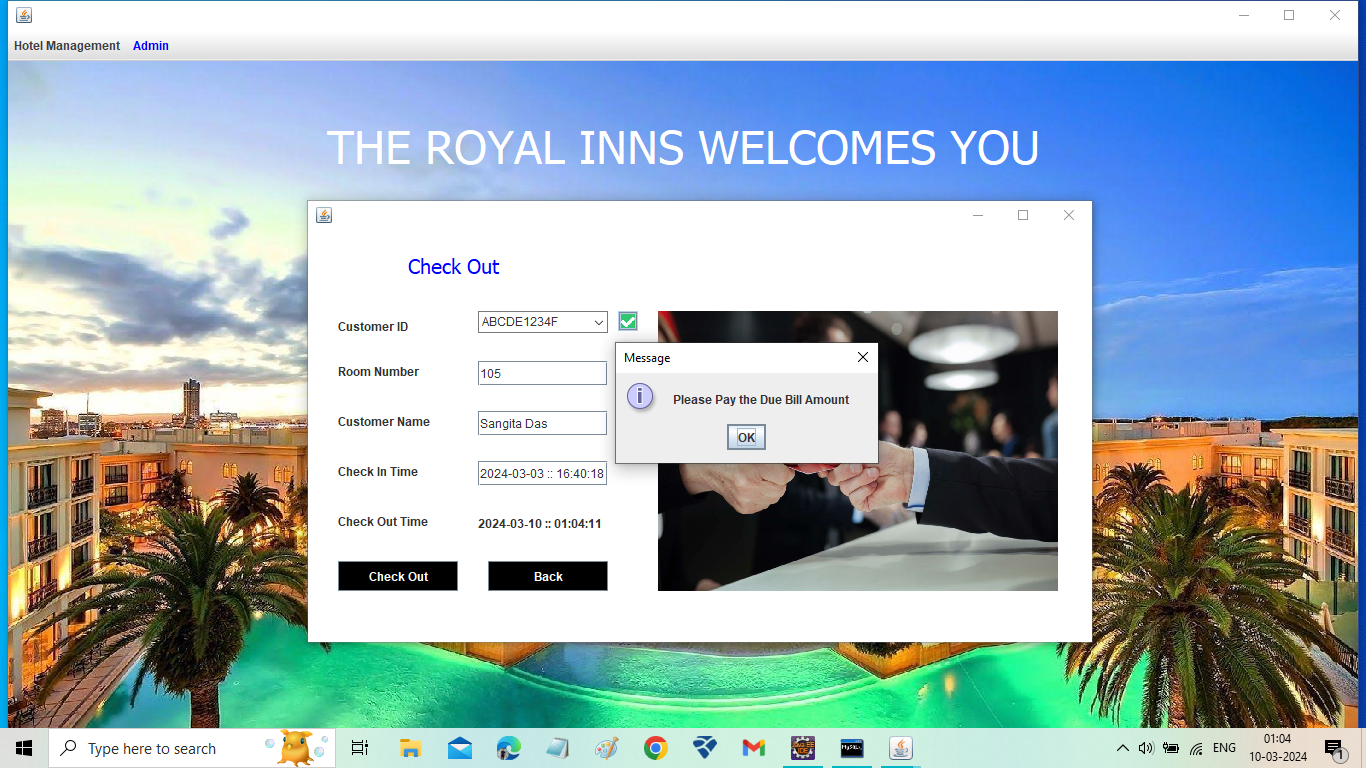 Hotel Management Admin
THE ROYAL INNS WELCOMES YOU
Check Out
Customer ID ABCDE1234F
Room Number 105
Customer Name Sangita Das
Check In Time 2024-03-03 :: 16:40:18
Check Out Time 2024-03-10 :: 01:04:11
Check Out Back
Message
Please Pay the Due Bill Amount
OK
Type here to search
ENG
01:04
10-03-2024
1